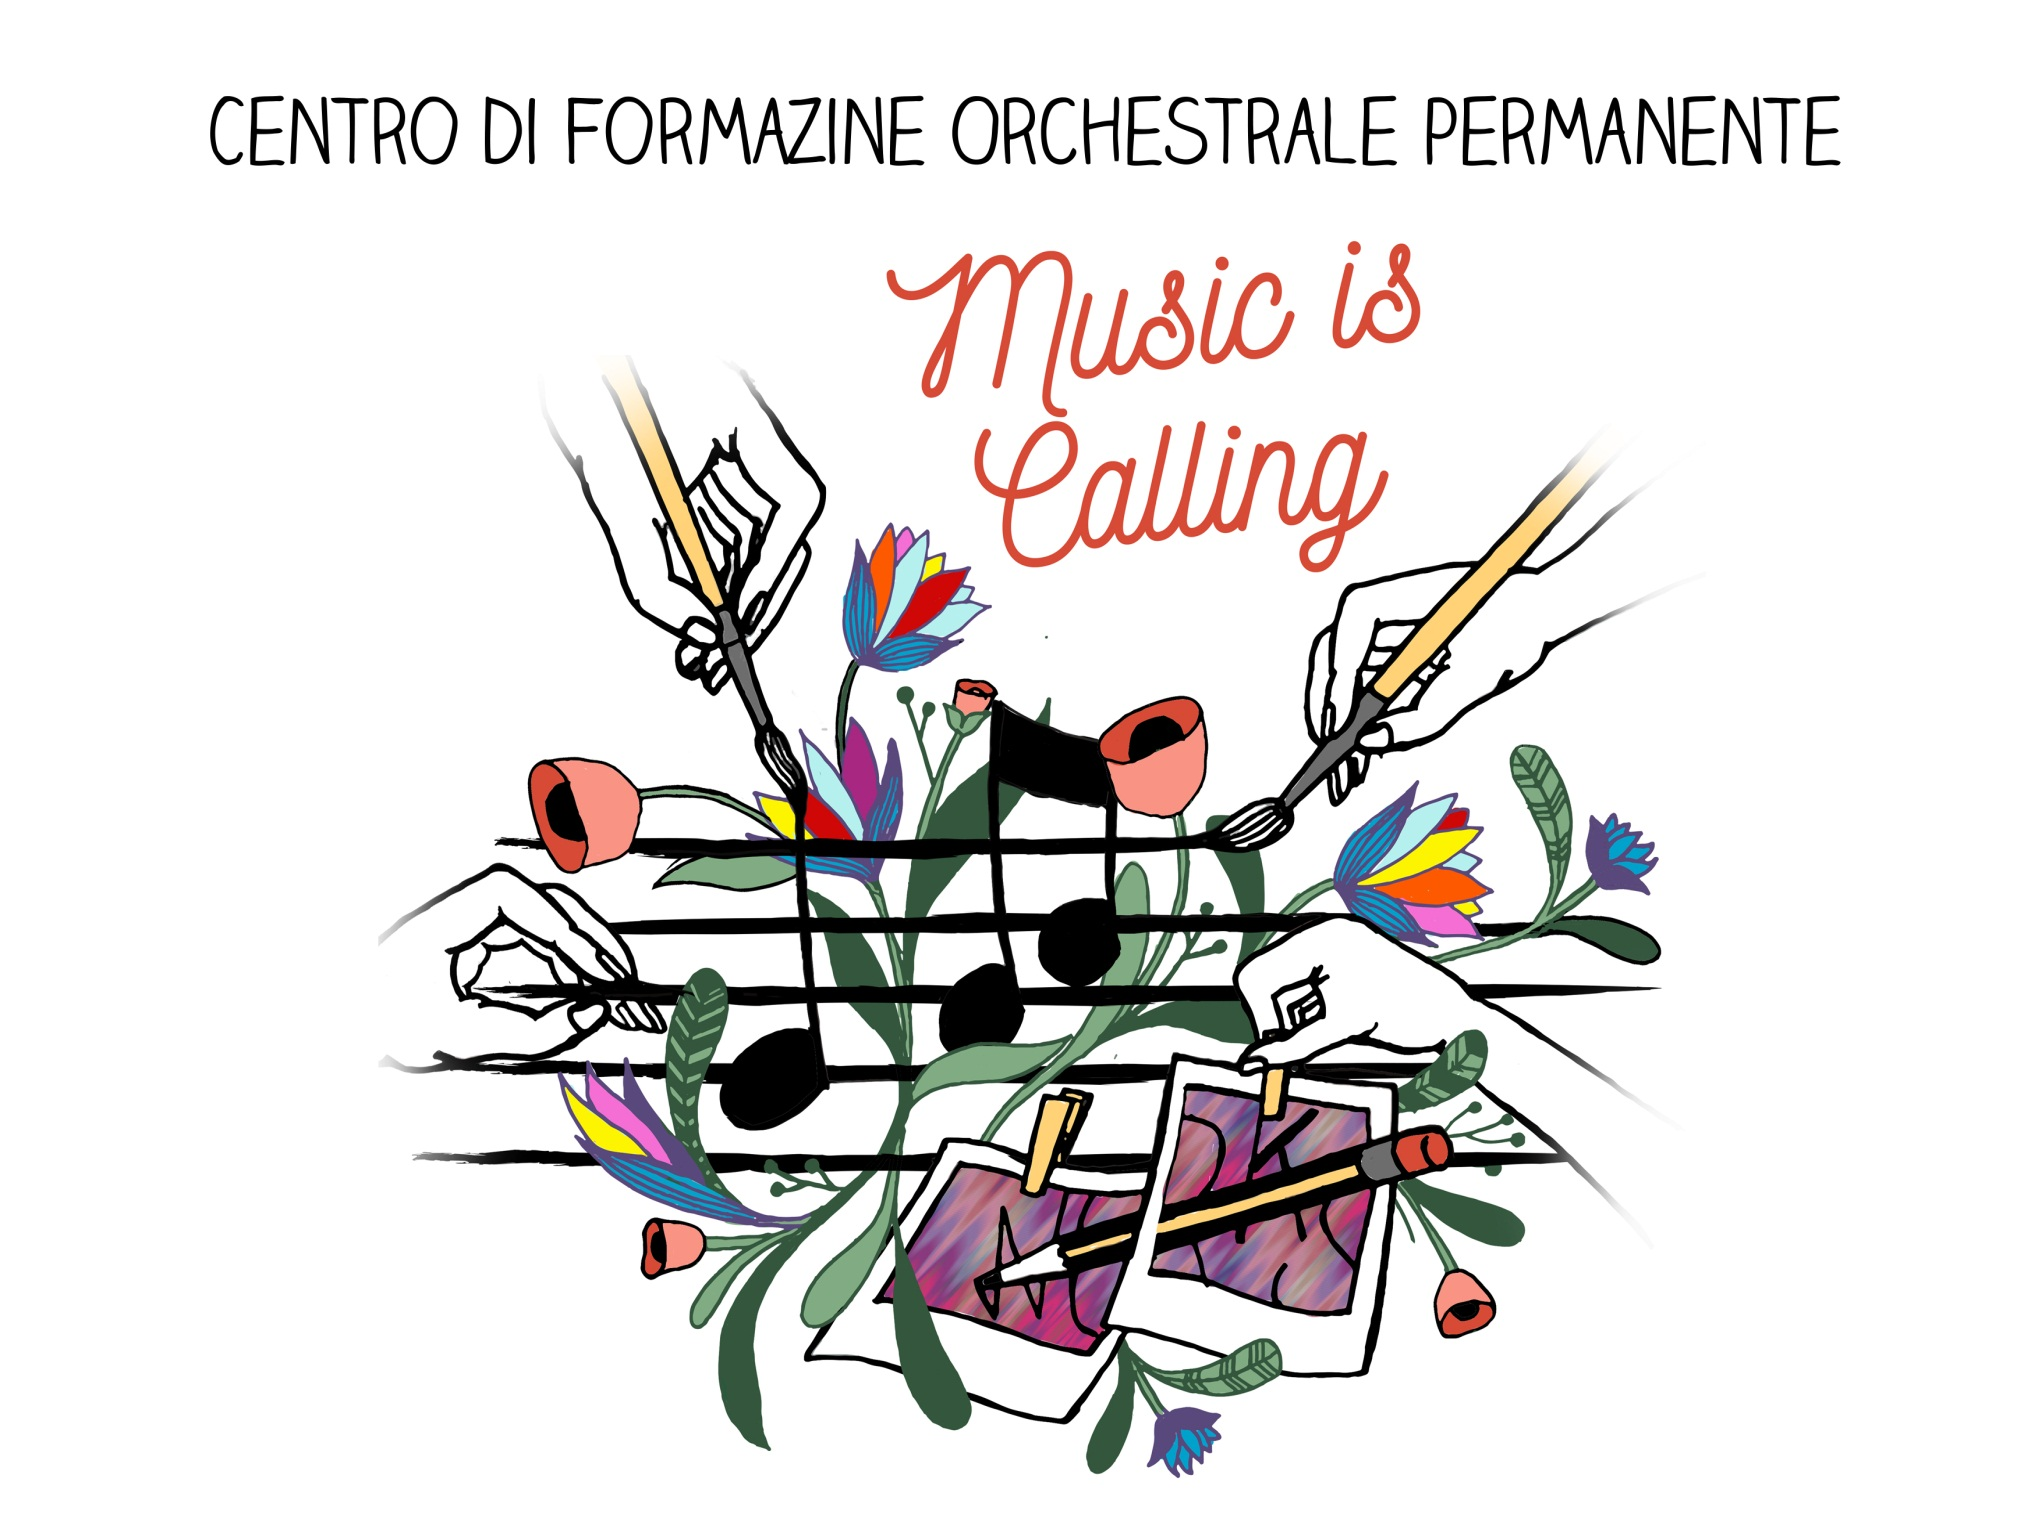 CENTRO DI FORMAZINE ORCHESTRALE PERMANENTE
Music is
Calling